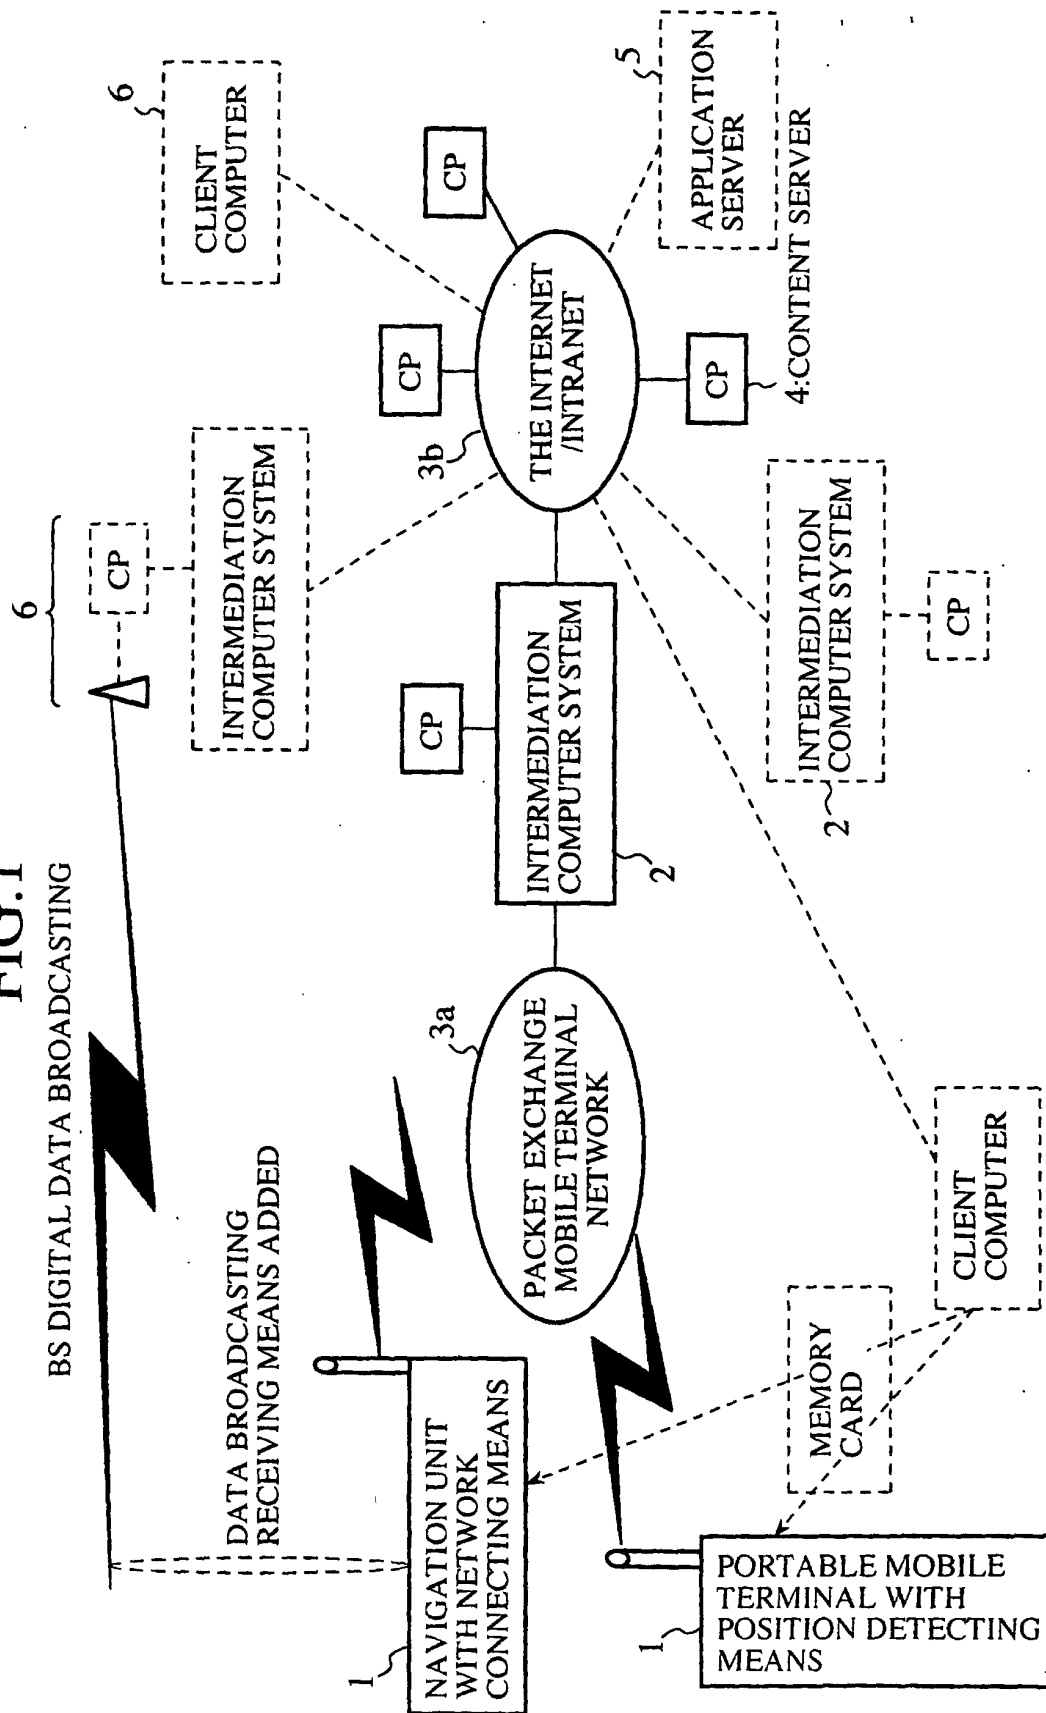 FIG.1
BS DIGITAL DATA BROADCASTING
6
CP
INTERMEDIATION
COMPUTER SYSTEM
6
CLIENT
COMPUTER
DATA BROADCASTING
RECEIVING MEANS ADDED
1
NAVIGATION UNIT
WITH NETWORK
CONNECTING MEANS
3a
PACKET EXCHANGE
MOBILE TERMINAL
NETWORK
CP
INTERMEDIATION
COMPUTER SYSTEM
2
CP
3b
THE INTERNET
/INTRANET
CP
5
APPLICATION
SERVER
CP
4:CONTENT SERVER
1
PORTABLE MOBILE
TERMINAL WITH
POSITION DETECTING
MEANS
MEMORY
CARD
CLIENT
COMPUTER
2
INTERMEDIATION
COMPUTER SYSTEM
CP